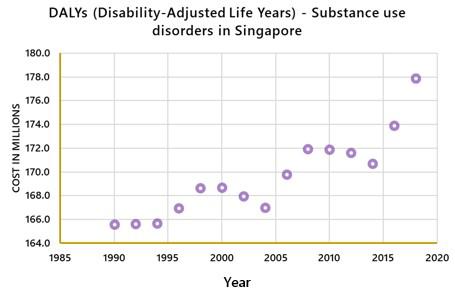 DALYs (Disability-Adjusted Life Years) - Substance use
disorders in Singapore
180.0
178.0
176.0
174.0
172.0
170.0
168.0
166.0
164.0
COST IN MILLIONS
1985 1990 1995 2000 2005 2010 2015 2020
Year